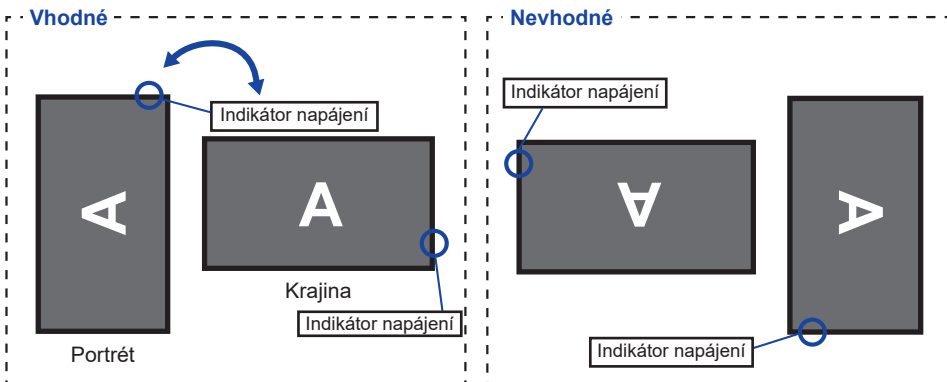 Vhodné
Indikátor napájení
A
A
Krajina
Indikátor napájení
Portrét
Nevhodné
Indikátor napájení
A
A
Indikátor napájení